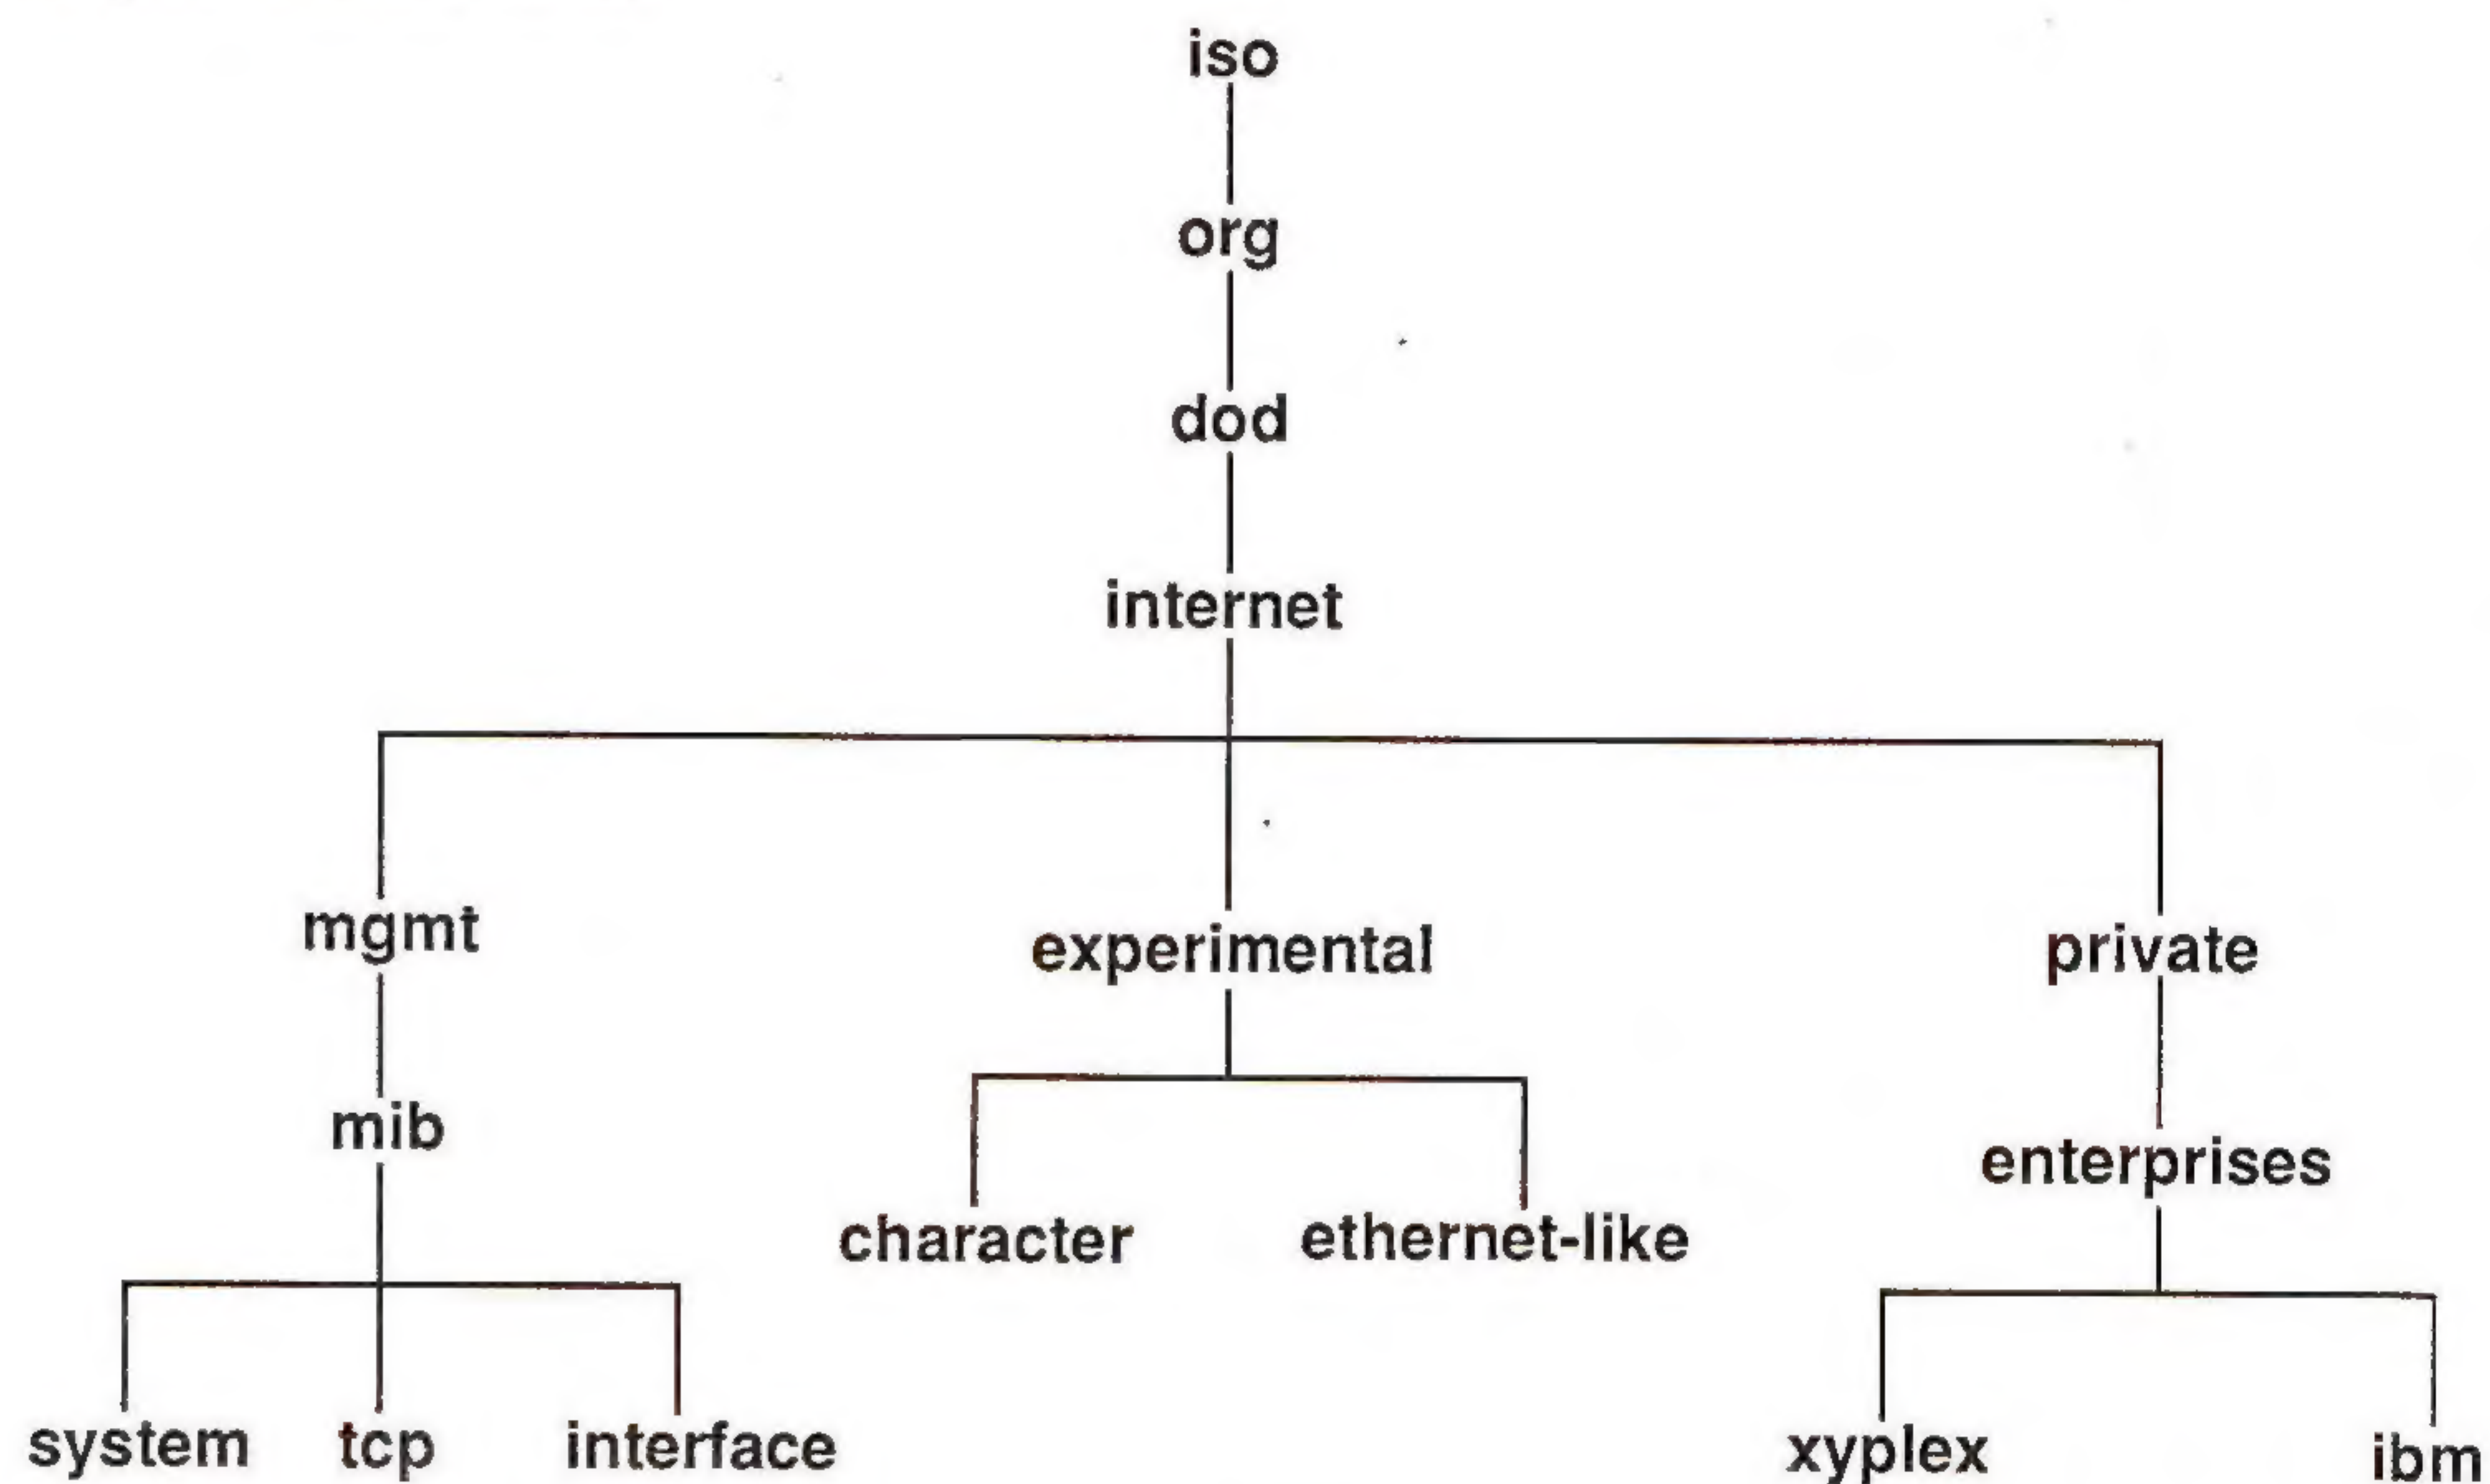 iso
org
dod
internet
mgmt
experimental
private
mib
enterprises
character
ethernet-like
system
tcp
interface
xyplex
ibm